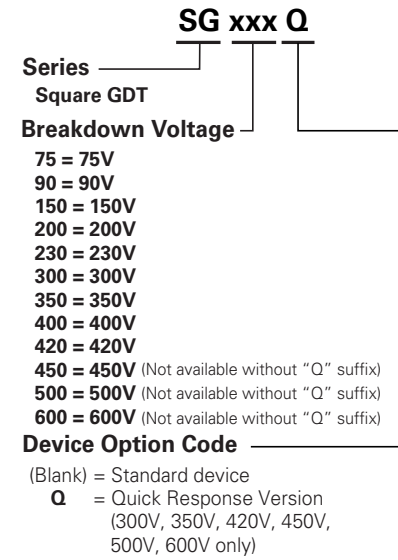 SG xxx Q
Series
Square GDT
Breakdown Voltage
75 = 75V
90 = 90V
150 = 150V
200 = 200V
230 = 230V
300 = 300V
350 = 350V
400 = 400V
420 = 420V
450 = 450V (Not available without “Q” suffix)
500 = 500V (Not available without “Q” suffix)
600 = 600V (Not available without “Q” suffix)
Device Option Code
(Blank) = Standard device
Q = Quick Response Version
(300V, 350V, 420V, 450V,
500V, 600V only)